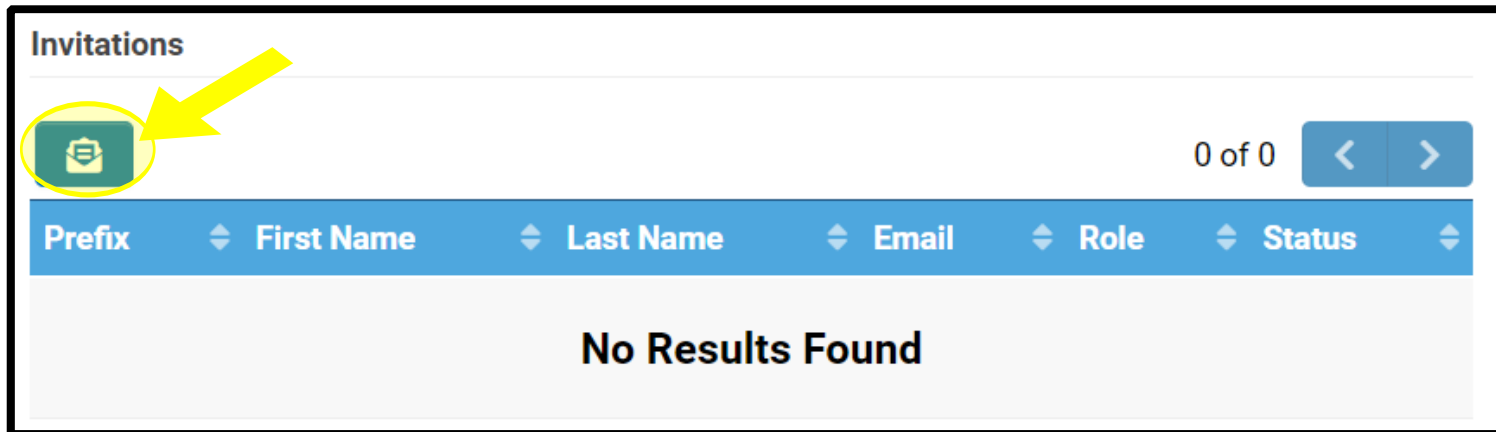 Invitations
0 of 0
Prefix First Name Last Name Email Role Status
No Results Found